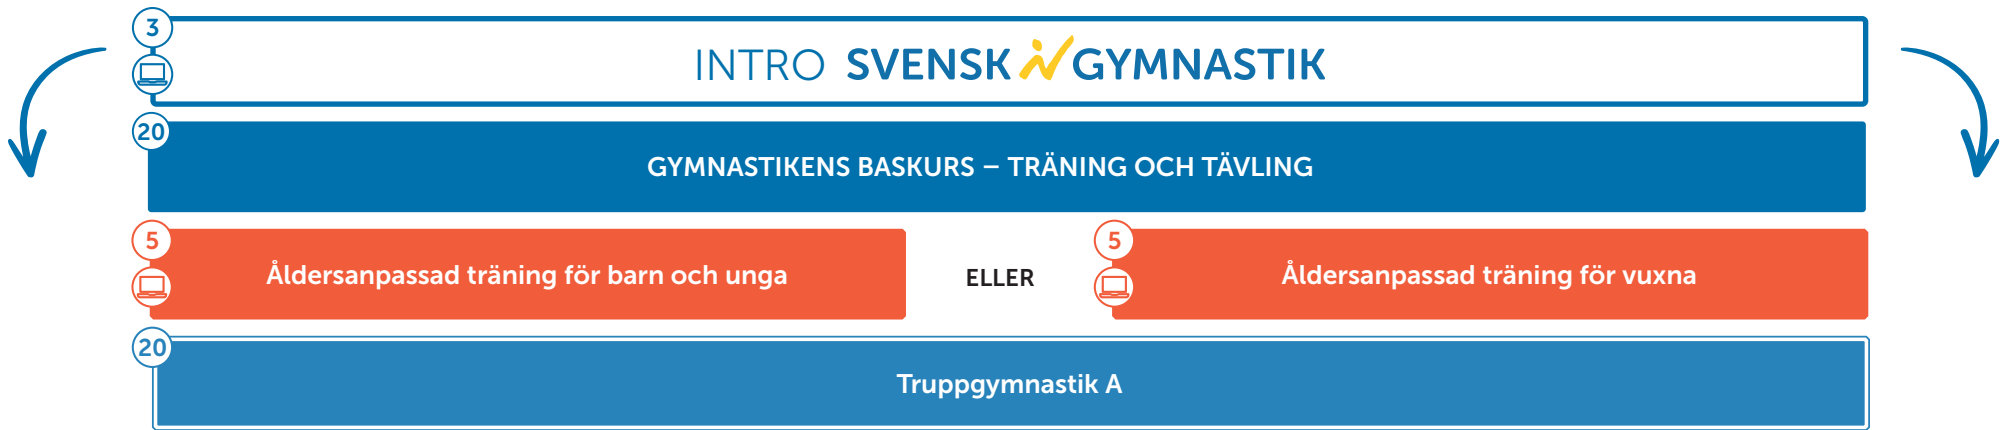 3
INTRO SVENSK GYMNASTIK
20
GYMNASTIKENS BASKURS – TRÄNING OCH TÄVLING
5
Åldersanpassad träning för barn och unga
ELLER
5
Åldersanpassad träning för vuxna
20
Truppgymnastik A